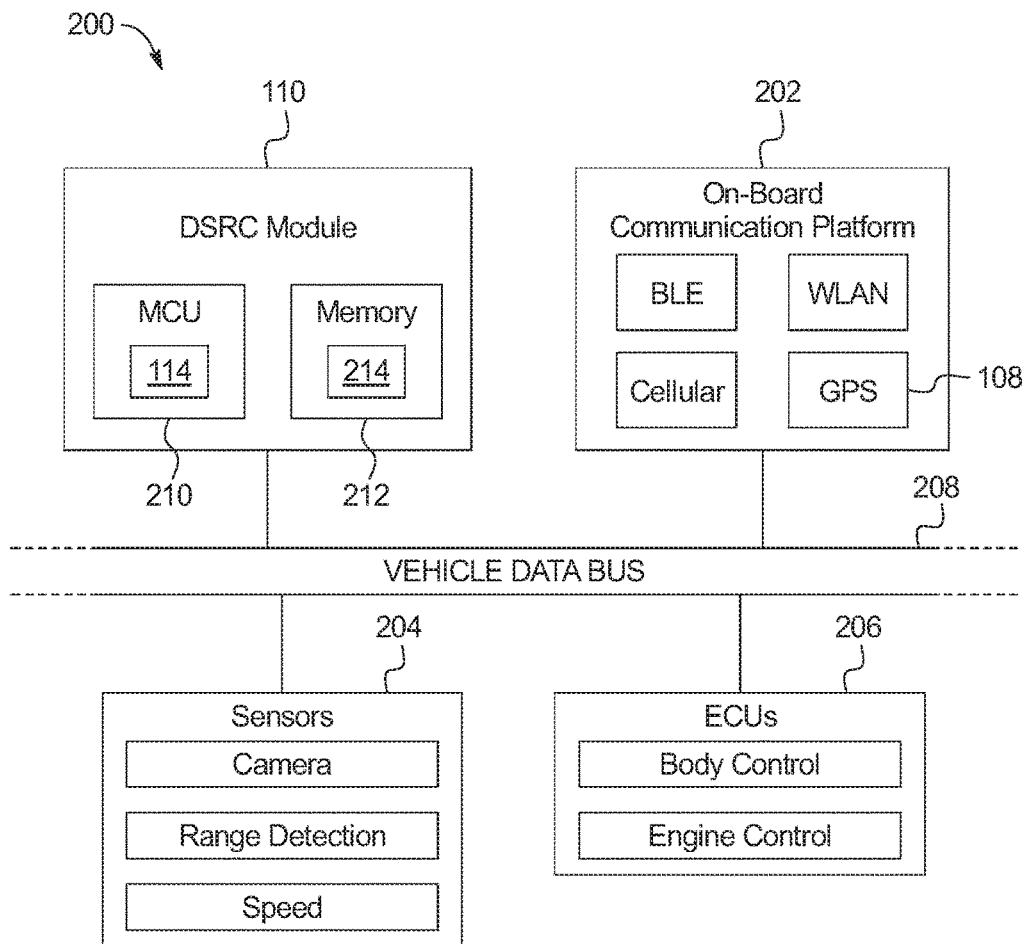 200
110
202
DSRC Module
On-Board
Communication Platform
MCU
Memory
BLE
WLAN
114
214
Cellular
GPS
108
210
212
208
VEHICLE DATA BUS
204
206
Sensors
ECUs
Camera
Body Control
Range Detection
Engine Control
Speed